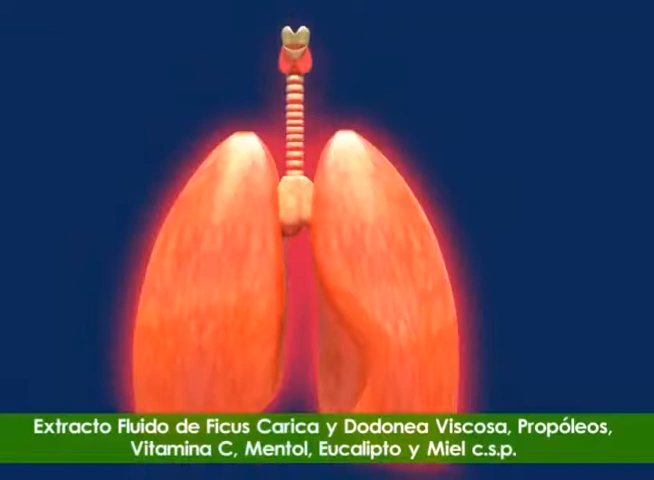 Extracto Fluido de Ficus Carica y Dodonea Viscosa, Propóleos,
Vitamina C, Mentol, Eucalipto y Miel c.s.p.